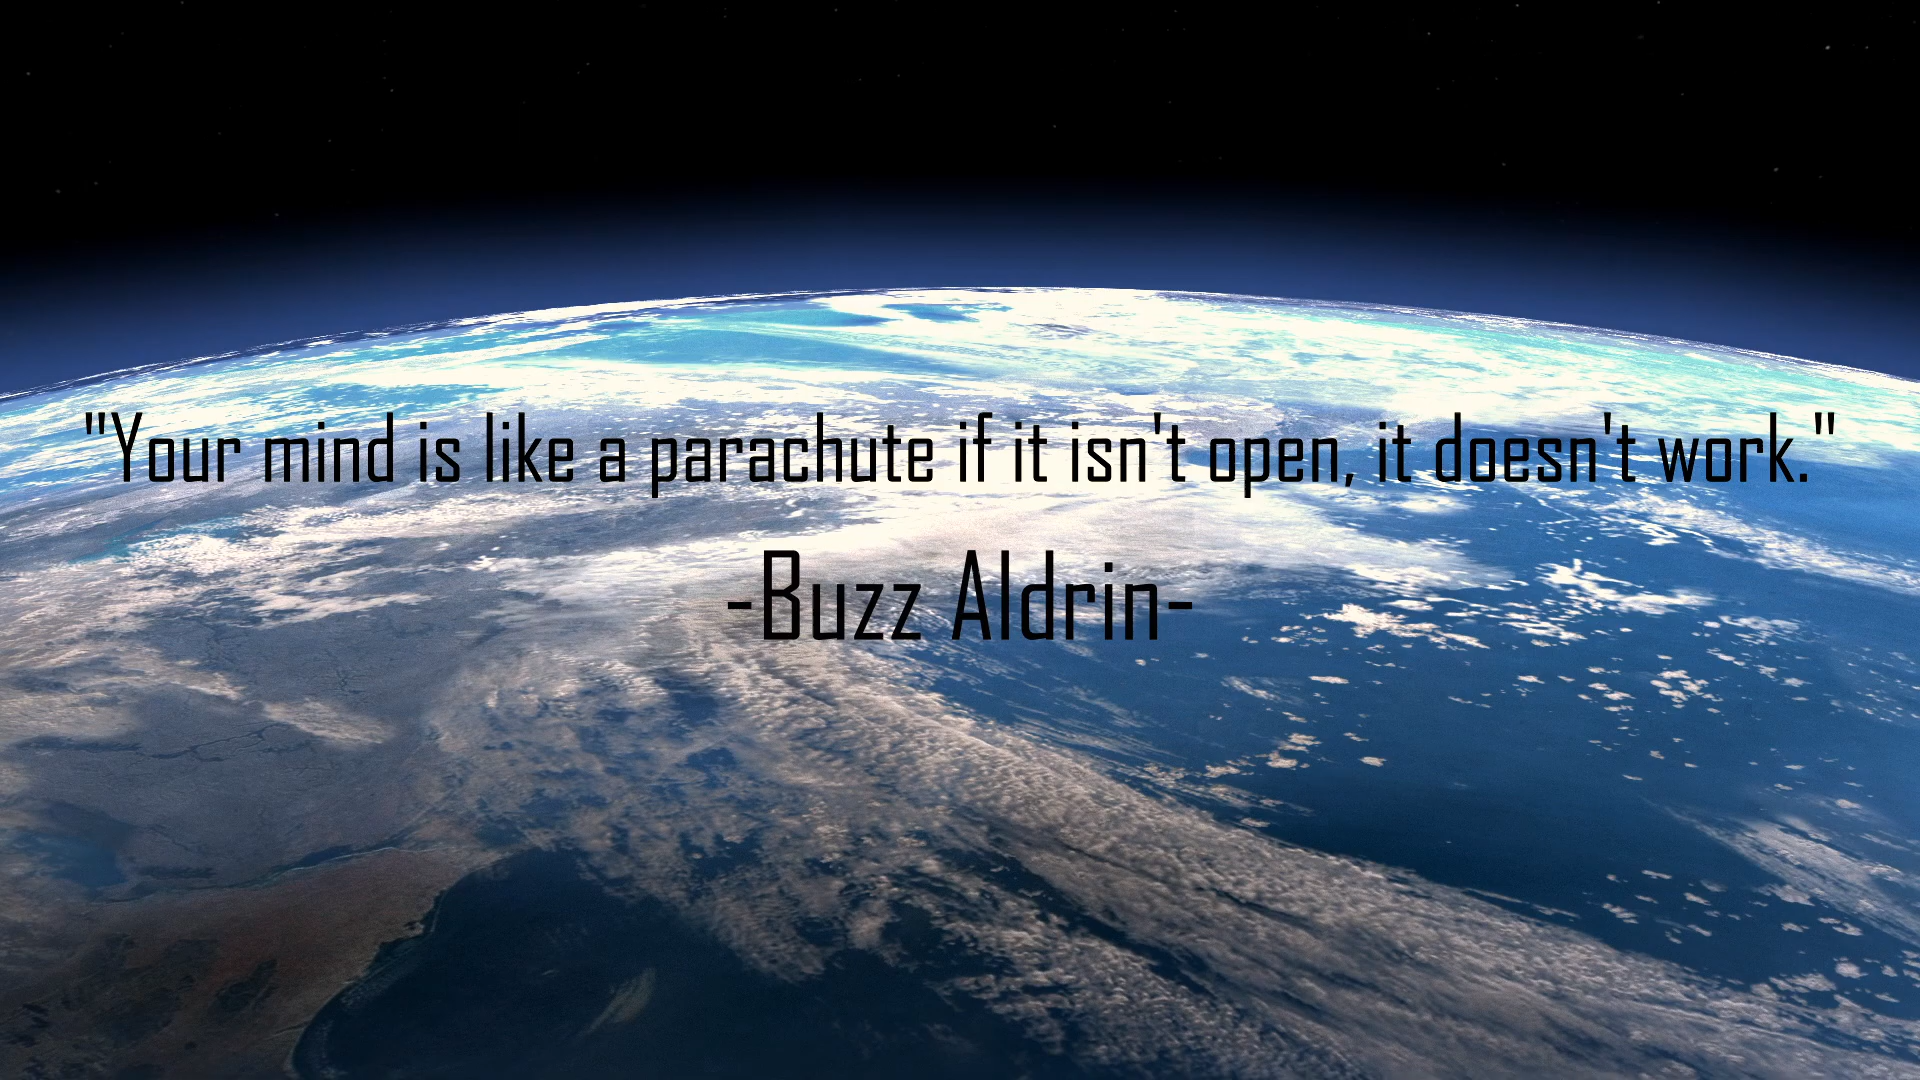 "Your mind is like a parachute if it isn't open, it doesn't work."
-Buzz Aldrin-